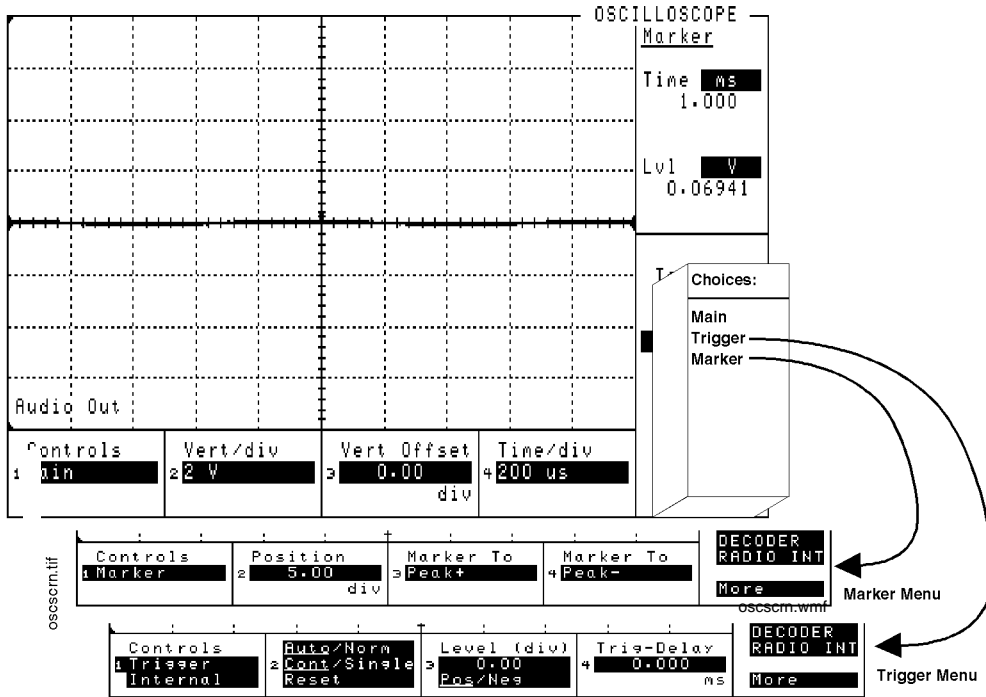 OSCILLOSCOPE
Marker
Time ms
1.000
Lvl V
0.06941
Choices:
Main
Trigger
Marker
Audio Out
Controls
1 Main
Vert/div
2 2 V
Vert Offset
3 0.00
div
Time/div
4 200 us
Controls
1 Marker
Position
2 5.00
div
Marker To
3 Peak+
Marker To
4 Peak-
DECODER
RADIO INT
More
Marker Menu
oscscrn.tif
oscscrn.wmf
Controls
1 Trigger
Internal
2 Auto/Norm
Cont/Single
Reset
Level (div)
3 0.00
Pos/Neg
Trig-Delay
4 0.000
ms
DECODER
RADIO INT
More
Trigger Menu